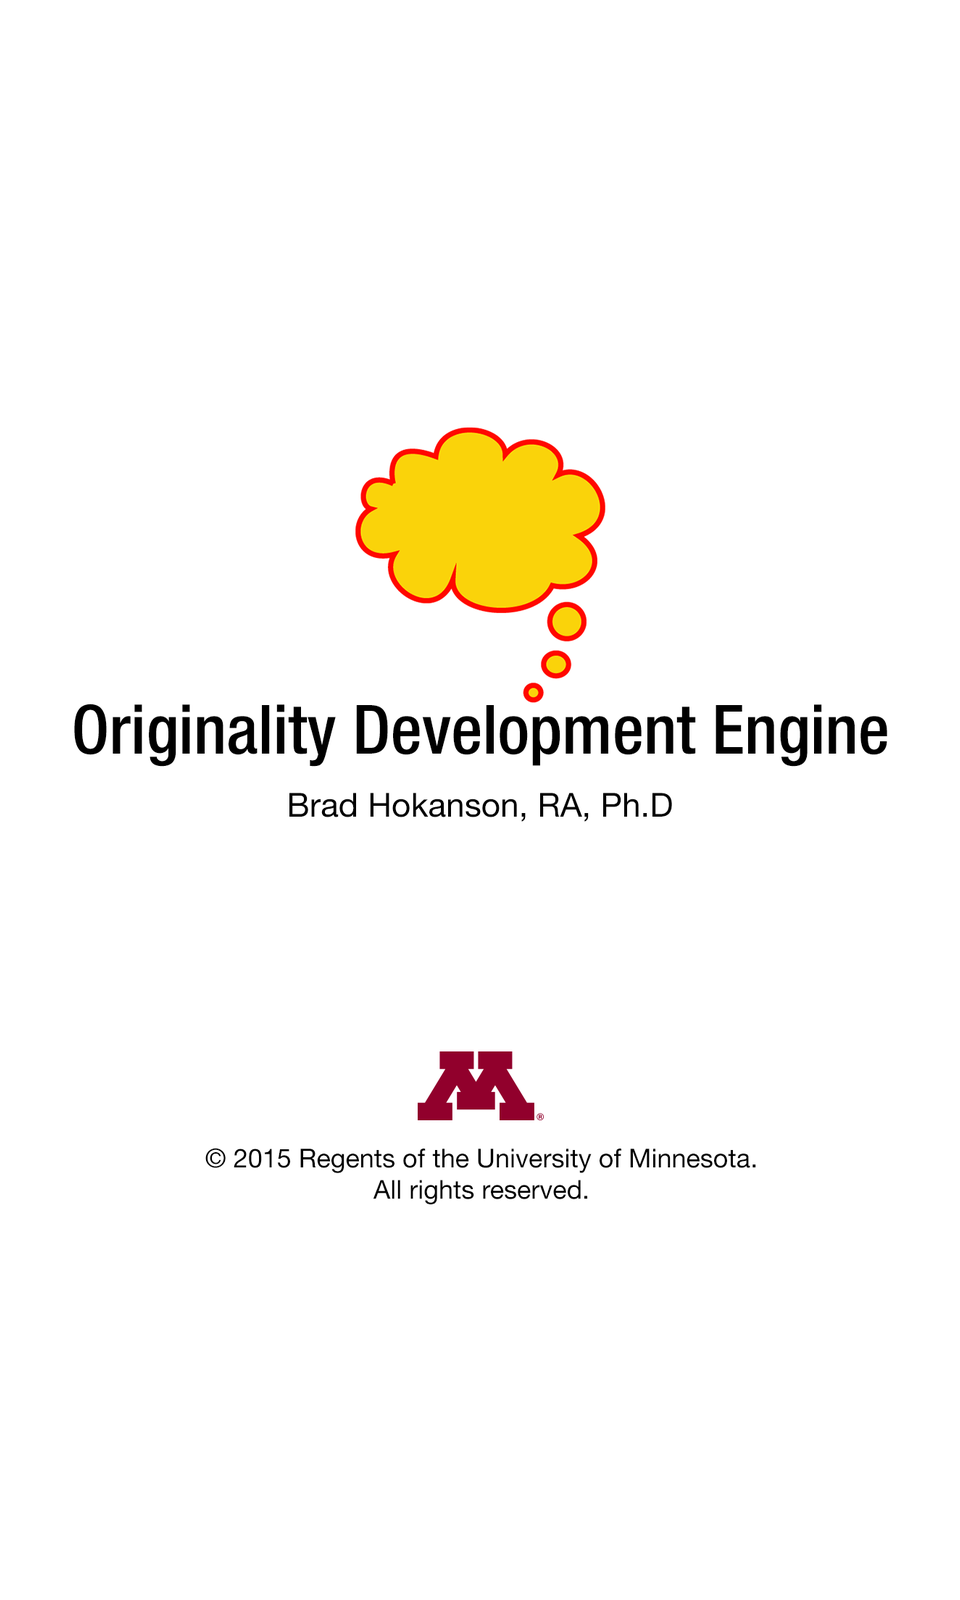 Originality Development Engine
Brad Hokanson, RA, Ph.D
M®
© 2015 Regents of the University of Minnesota.
All rights reserved.